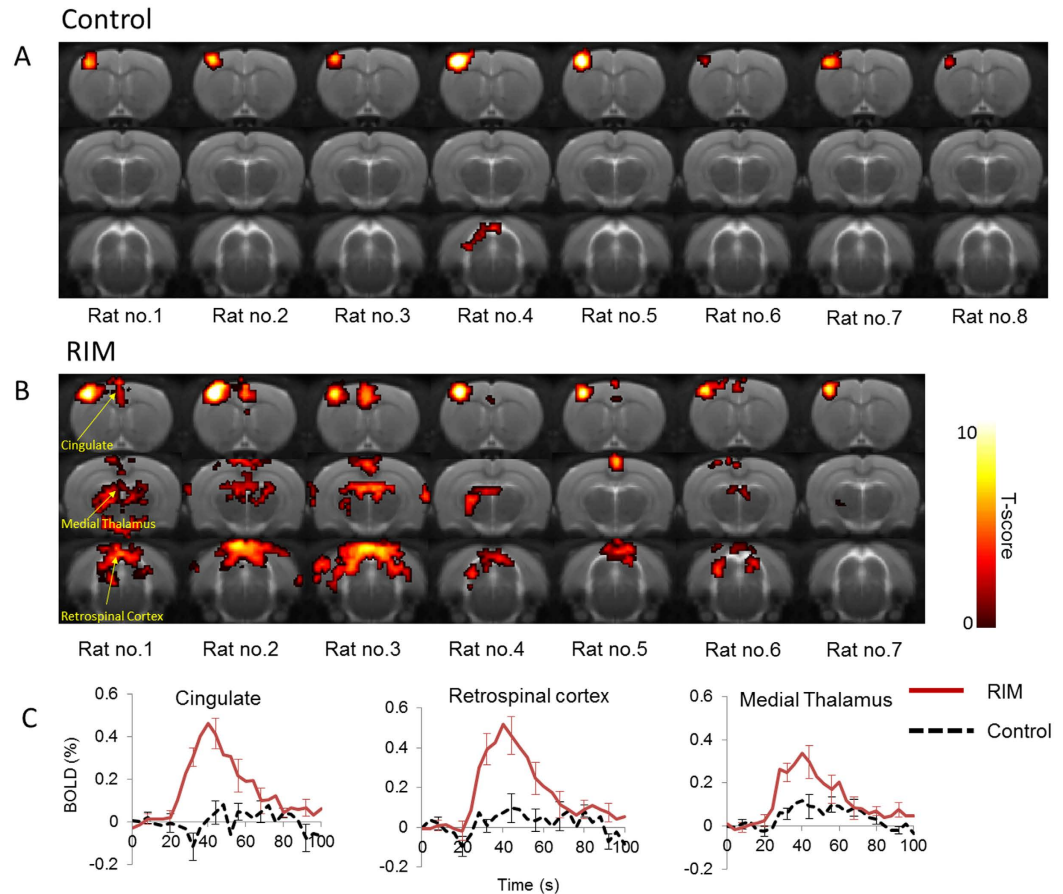 Control
A
Rat no.1 Rat no.2 Rat no.3 Rat no.4 Rat no.5 Rat no.6 Rat no.7 Rat no.8
RIM
B
Cingulate
Medial Thalamus
Retrospinal Cortex
10
T-score
0
Rat no.1 Rat no.2 Rat no.3 Rat no.4 Rat no.5 Rat no.6 Rat no.7
C
Cingulate
BOLD (%)
0.6
0.4
0.2
0
-0.2
0 20 40 60 80 100
Retrospinal cortex
0.6
0.4
0.2
0
-0.2
0 20 40 60 80 100
Time (s)
Medial Thalamus
0.6
0.4
0.2
0
-0.2
0 20 40 60 80 100
RIM
Control